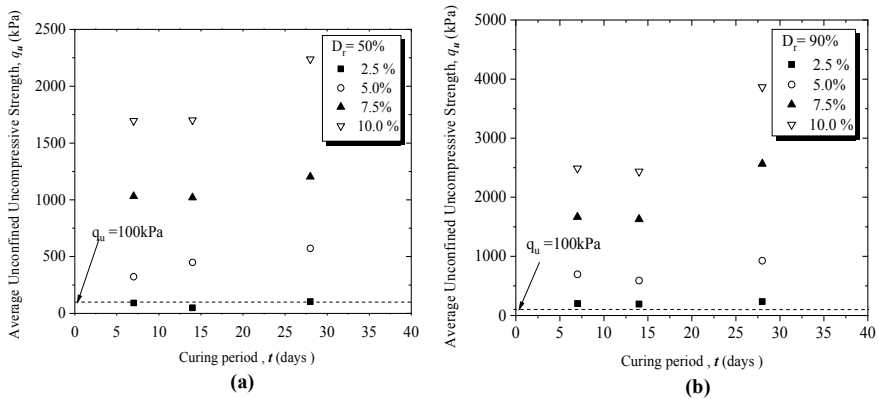 Average Unconfined Uncompressive Strength, qu (kPa)
2500
2000
1500
1000
500
0
Dr= 50%
2.5 %
5.0%
7.5%
10.0 %
qu =100kPa
0 5 10 15 20 25 30 35 40
Curing period , t (days )
(a)
Average Unconfined Uncompressive Strength, qu (kPa)
5000
4000
3000
2000
1000
0
Dr= 90%
2.5 %
5.0%
7.5%
10.0 %
qu =100kPa
0 5 10 15 20 25 30 35 40
Curing period , t (days )
(b)